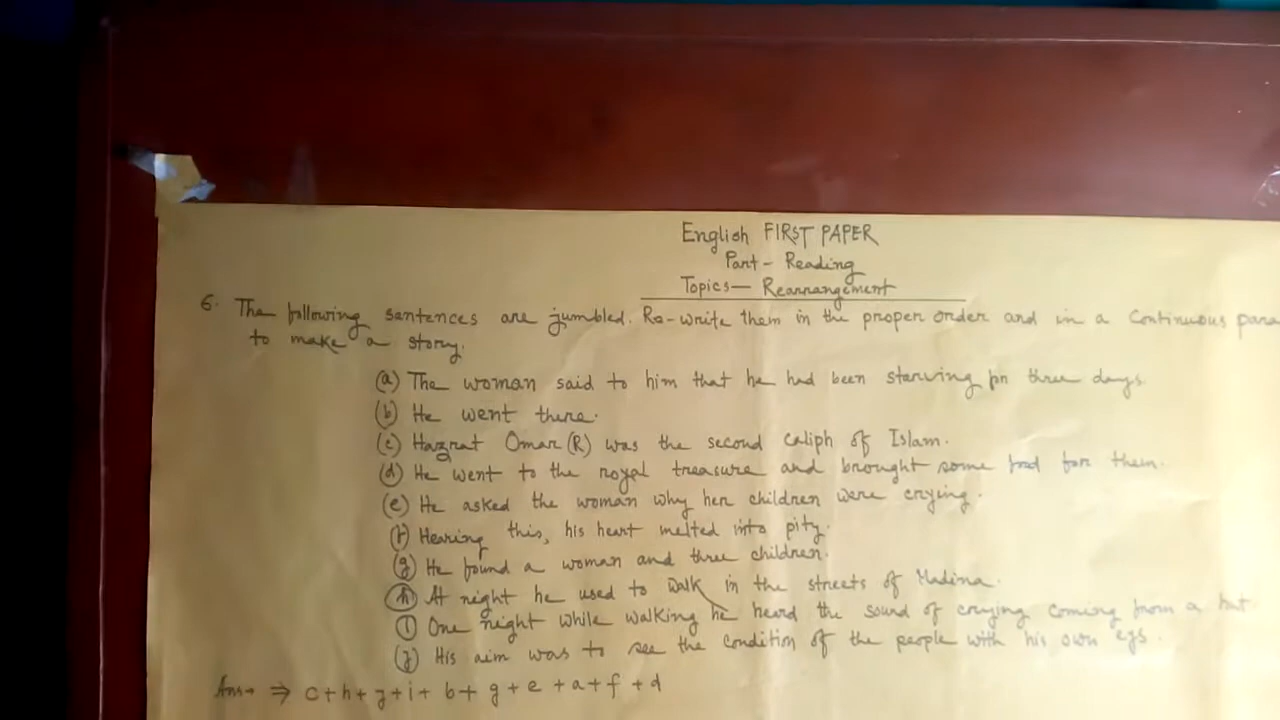 English FIRST PAPER
Part - Reading
Topics— Rearrangement
6. The following sentences are jumbled. Re-write them in the proper order and in a Continuous para
to make a story.
(a) The woman said to him that he had been starving for three days
(b) He went there.
(c) Hazrat Omar (R) was the second caliph of Islam.
(d) He went to the royal treasure and brought some food for them.
(e) He asked the woman why her children were crying.
(f) Hearing this, his heart melted into pity.
(g) He found a woman and three children.
(h) At night he used to walk in the streets of Madina.
(i) One night while walking he heard the sound of crying coming from a hut
(j) His aim was to see the condition of the people with his own eys.
Ans→ ⇒ c+h+j+i+ b+ g+e +a+f +d